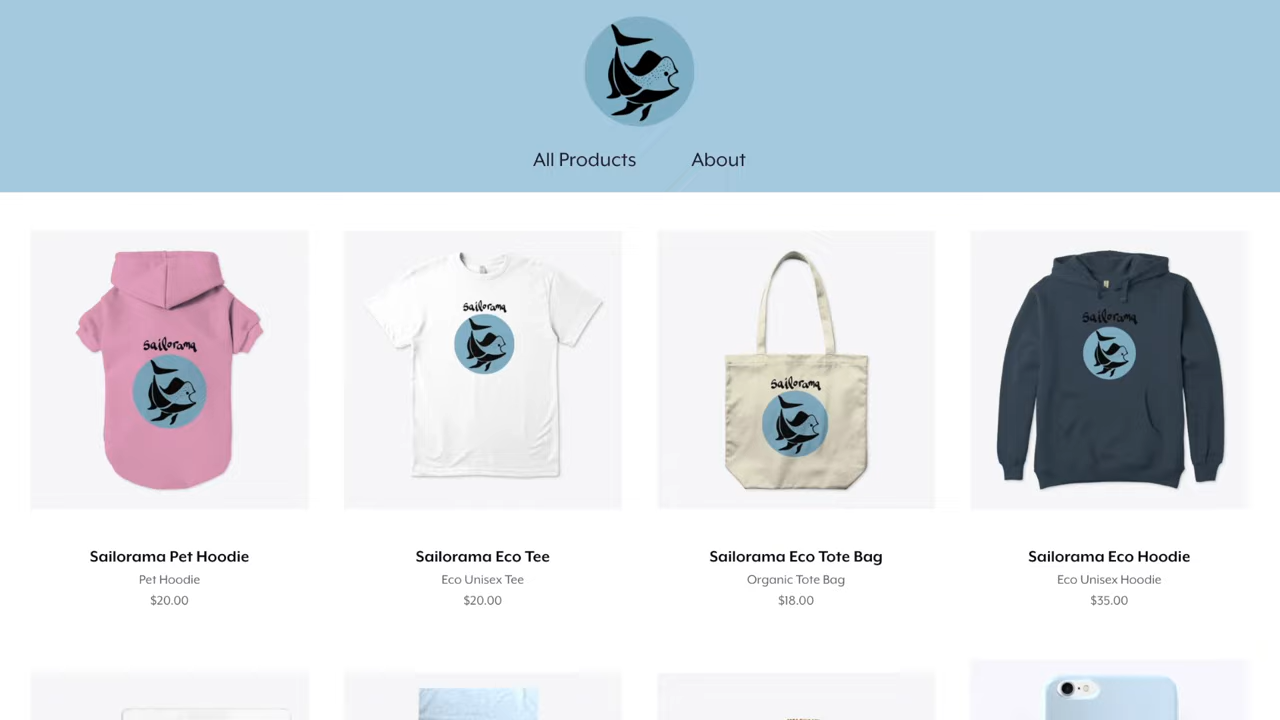 All Products About
sailorama
sailorama
sailorama
sailorama
Sailorama Pet Hoodie
Pet Hoodie
$20.00
Sailorama Eco Tee
Eco Unisex Tee
$20.00
Sailorama Eco Tote Bag
Organic Tote Bag
$18.00
Sailorama Eco Hoodie
Eco Unisex Hoodie
$35.00